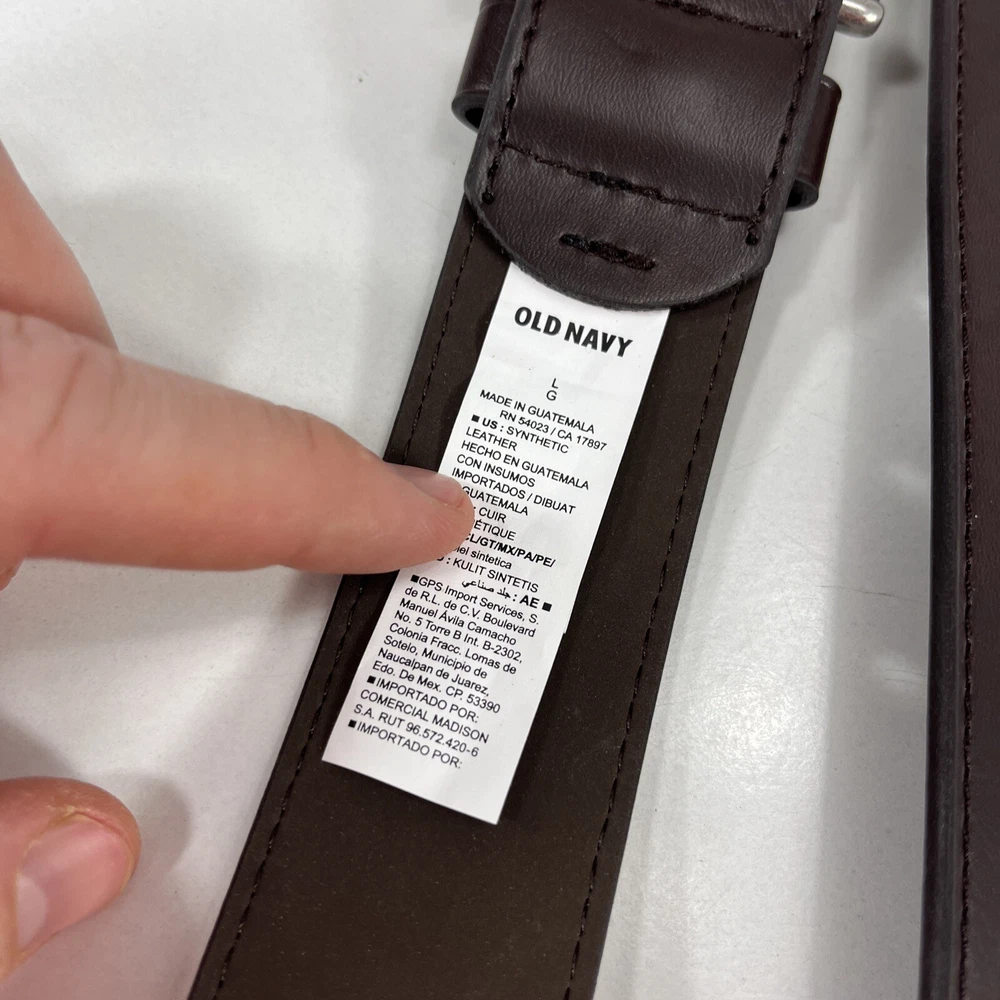 OLD NAVY
L
G
MADE IN GUATEMALA
RN 54023 / CA 17897
■ US : SYNTHETIC
LEATHER
HECHO EN GUATEMALA
CON INSUMOS
IMPORTADOS / DIBUAT
GUATEMALA
CUIR
ÉTIQUE
CL/GT/MX/PA/PE/
iel sintetica
: KULIT SINTETIS
■ AE : جلد صناعي
■GPS Import Services, S.
de R.L. de C.V. Boulevard
Manuel Ávila Camacho
No. 5 Torre B Int. B-2302,
Colonia Fracc. Lomas de
Sotelo, Municipio de
Naucalpan de Juarez,
Edo. De Mex. CP. 53390
■IMPORTADO POR:
COMERCIAL MADISON
S.A. RUT 96.572.420-6
■IMPORTADO POR: